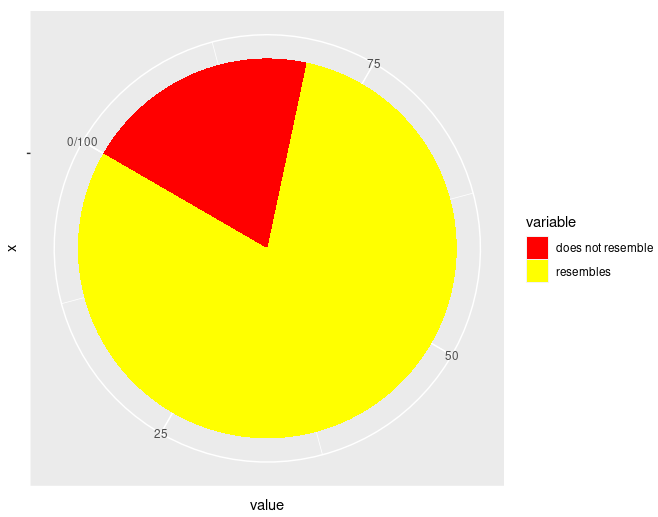 75
0/100
x
variable
does not resemble
resembles
50
25
value